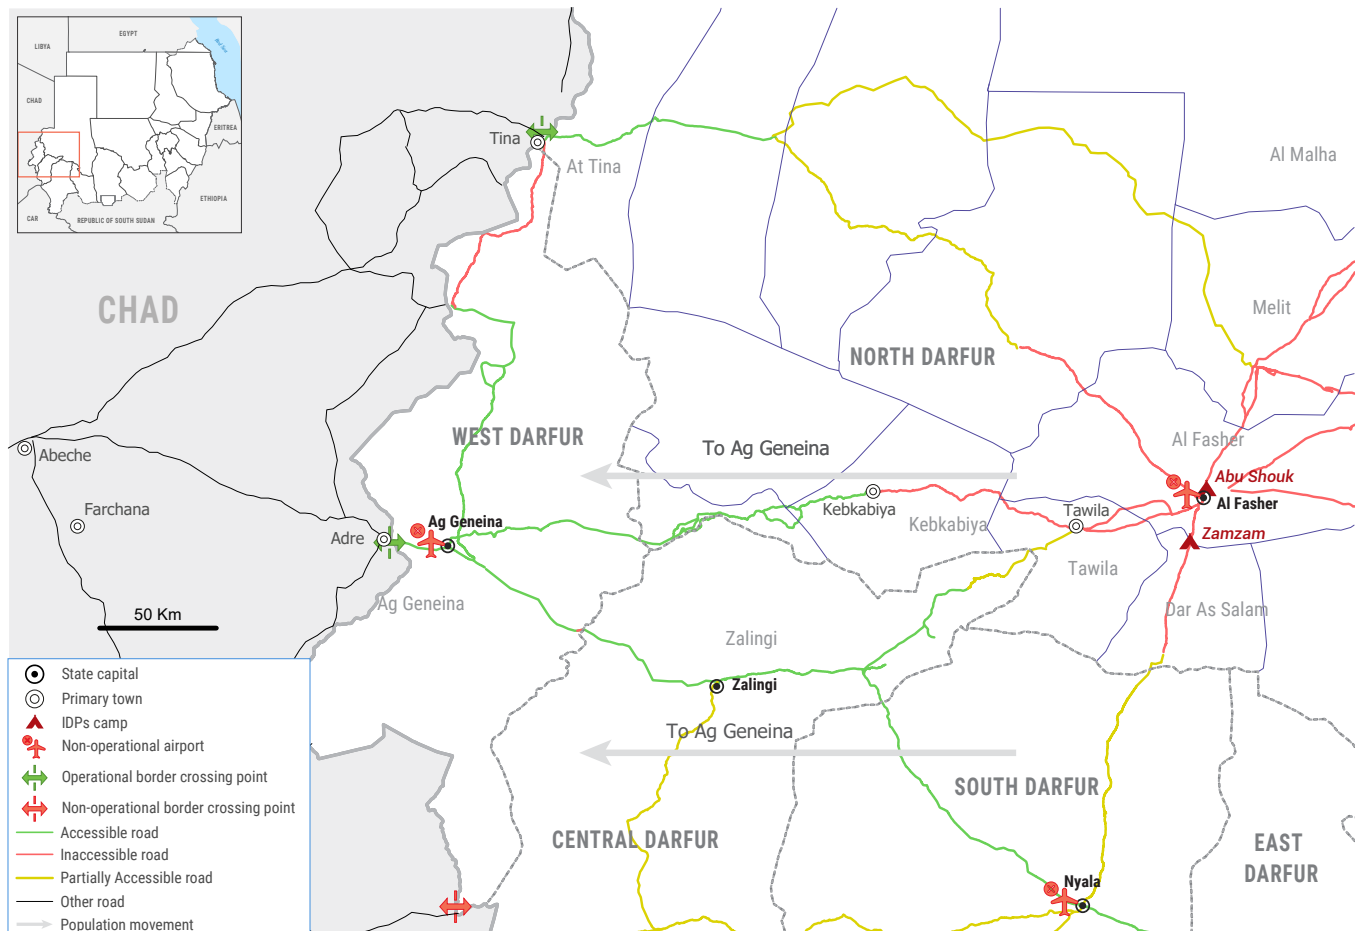 LIBYA
EGYPT
Red Sea
CHAD
ERITREA
ETHIOPIA
CAR
REPUBLIC OF SOUTH SUDAN
Tina
At Tina
Al Malha
CHAD
Melit
NORTH DARFUR
WEST DARFUR
To Ag Geneina
Al Fasher
Abeche
Abu Shouk
Al Fasher
Farchana
Kebkabiya
Kebkabiya
Tawila
Ag Geneina
Adre
Zamzam
Tawila
Ag Geneina
Dar As Salam
50 Km
Zalingi
Zalingi
To Ag Geneina
SOUTH DARFUR
CENTRAL DARFUR
EAST
DARFUR
Nyala
State capital
Primary town
IDPs camp
Non-operational airport
Operational border crossing point
Non-operational border crossing point
Accessible road
Inaccessible road
Partially Accessible road
Other road
Population movement